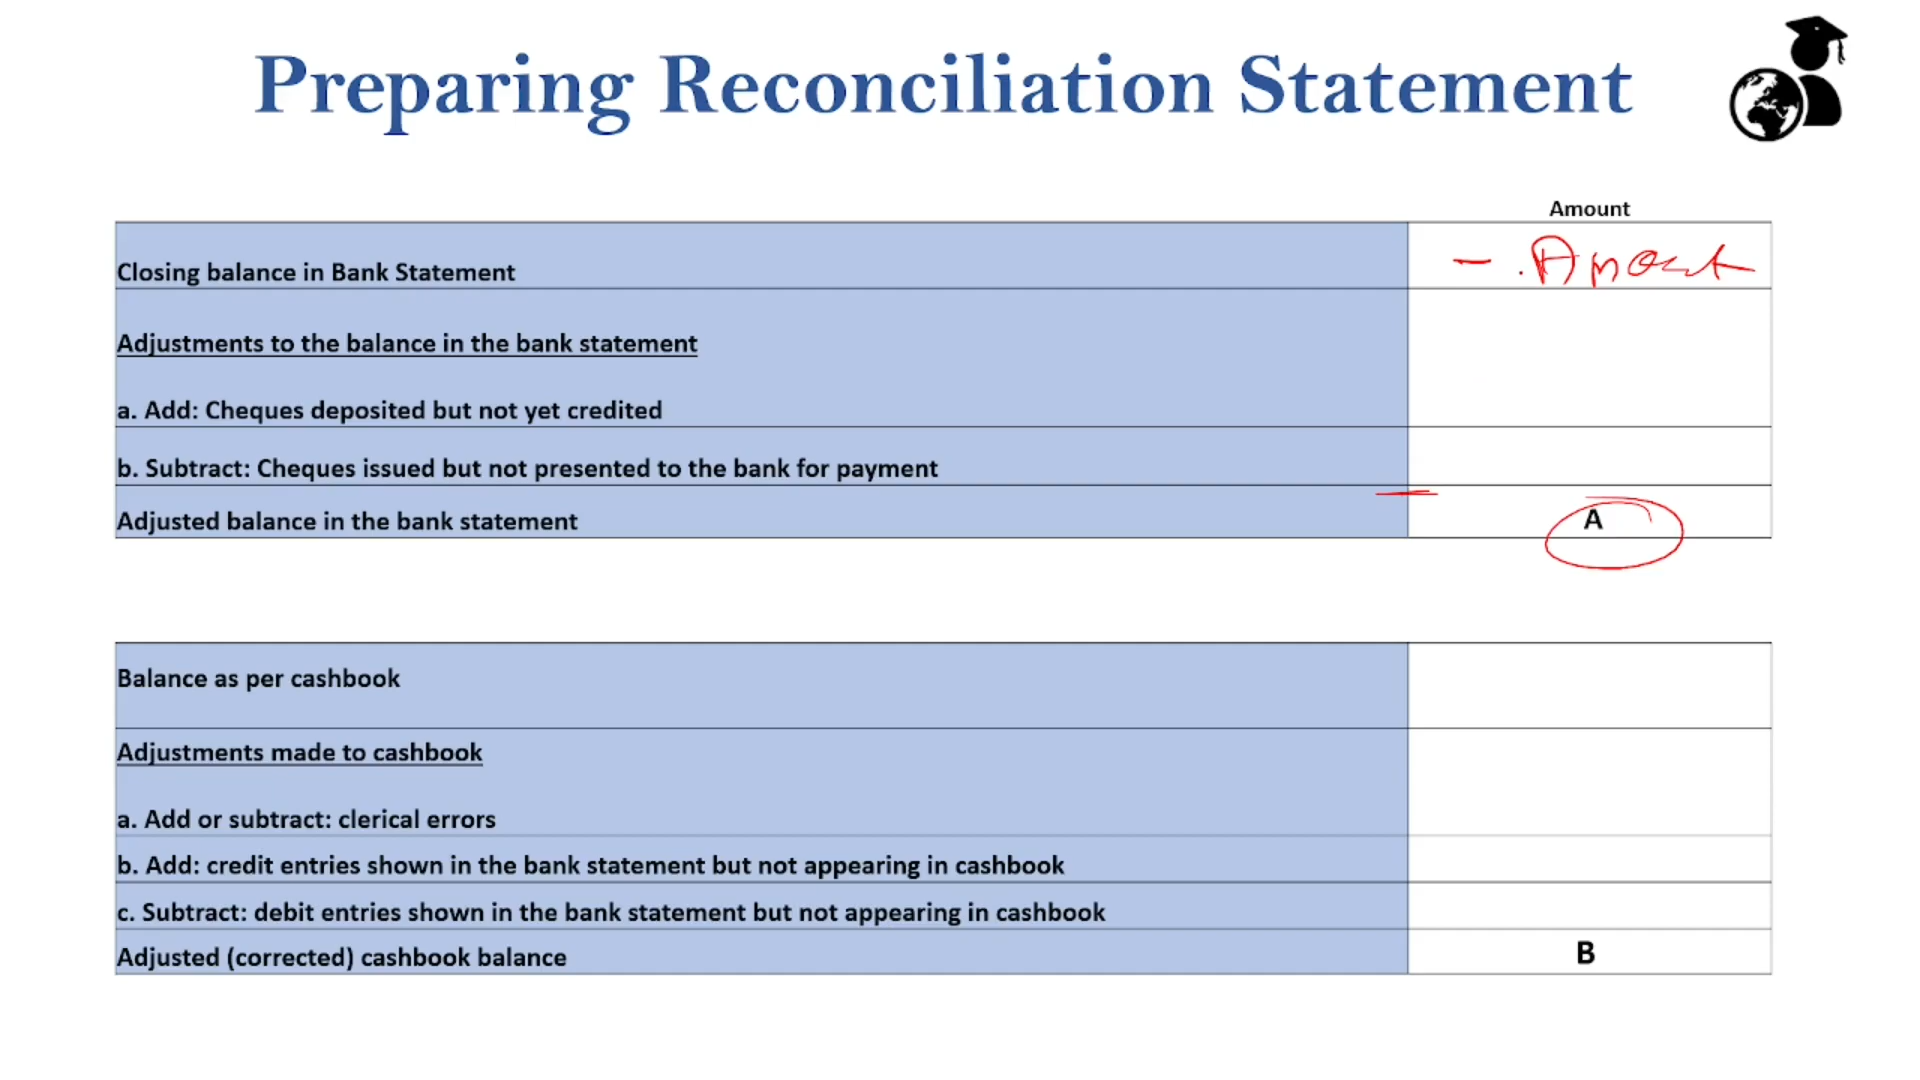 Preparing Reconciliation Statement
Amount
Closing balance in Bank Statement
- . Amount
Adjustments to the balance in the bank statement
a. Add: Cheques deposited but not yet credited
b. Subtract: Cheques issued but not presented to the bank for payment
Adjusted balance in the bank statement
A
Balance as per cashbook
Adjustments made to cashbook
a. Add or subtract: clerical errors
b. Add: credit entries shown in the bank statement but not appearing in cashbook
c. Subtract: debit entries shown in the bank statement but not appearing in cashbook
Adjusted (corrected) cashbook balance
B